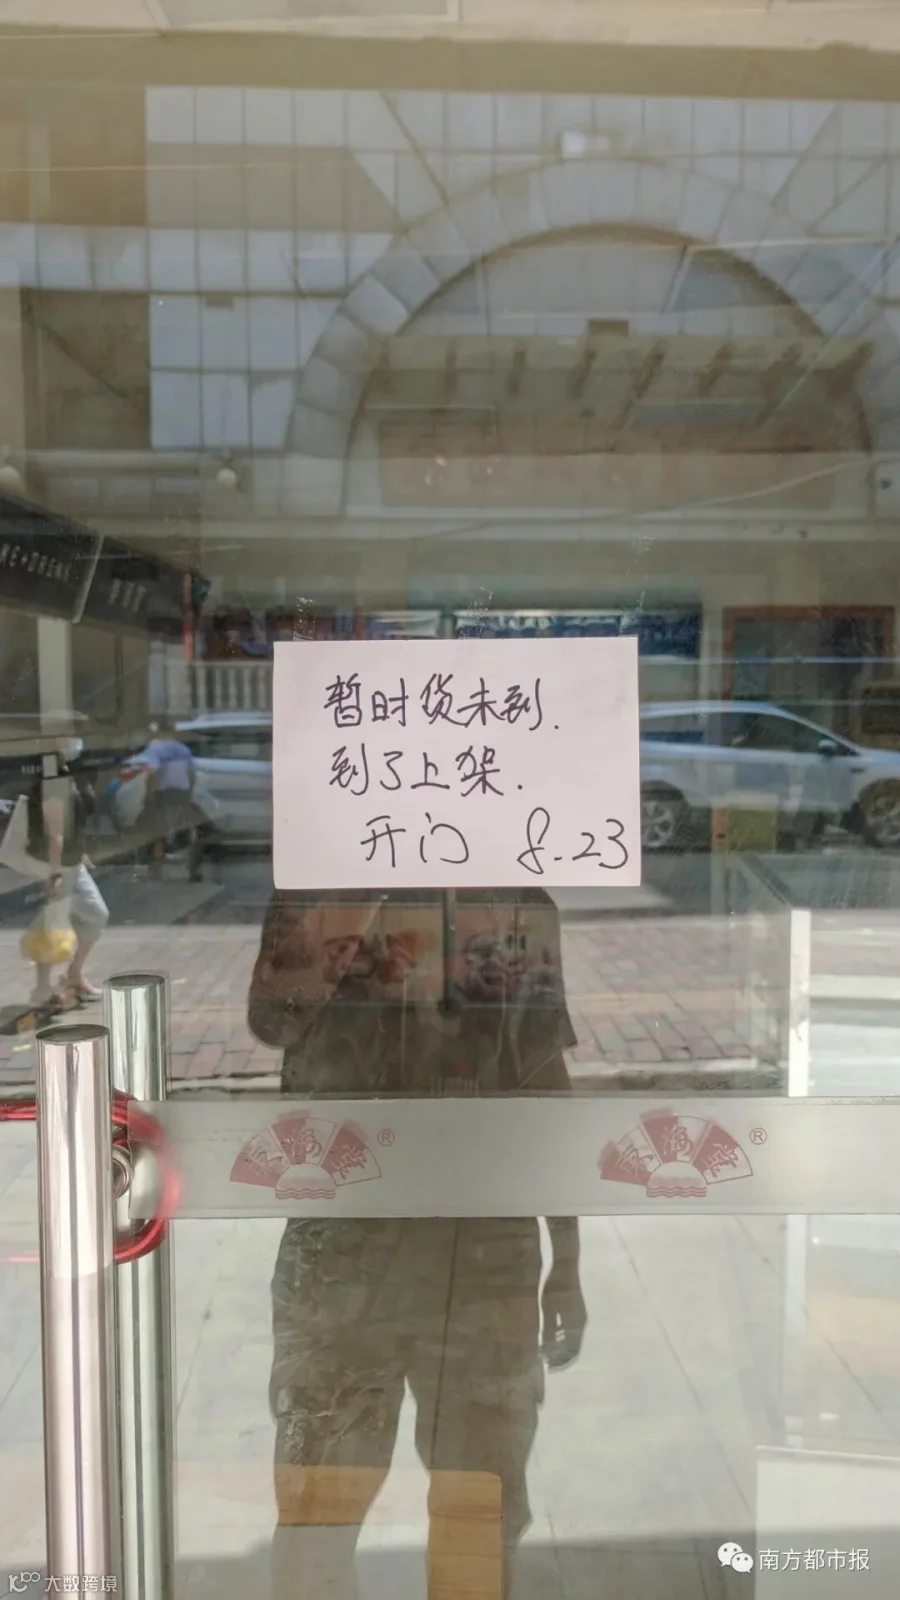 暂时货未到.
到了上架.
开门 8.23
®
®
南方都市报
大数跨境